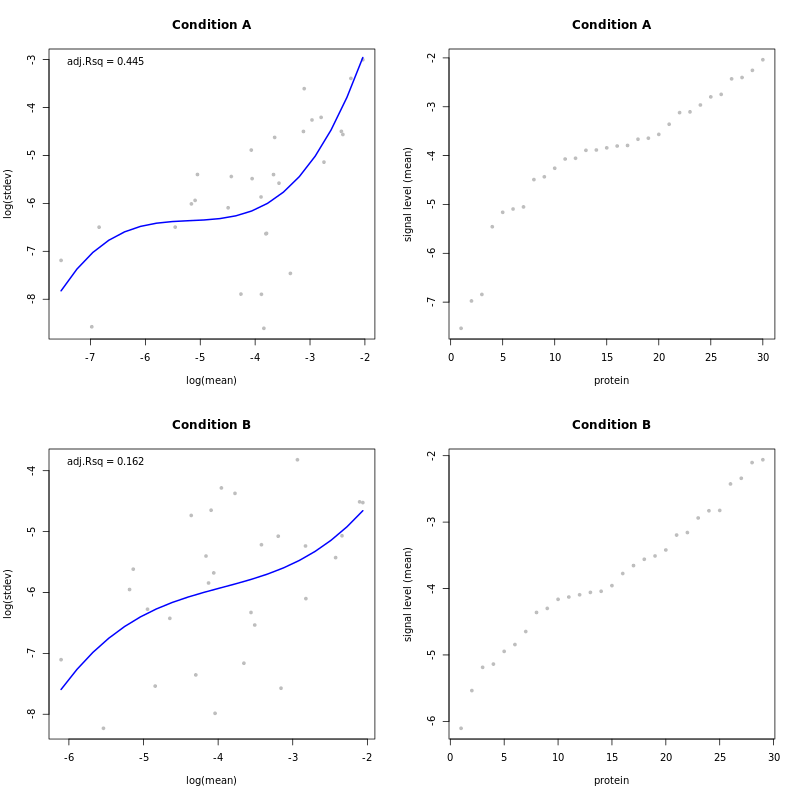 Condition A
adj.Rsq = 0.445
-3
-4
-5
-6
-7
-8
log(stdev)
-7 -6 -5 -4 -3 -2
log(mean)
Condition A
-2
-3
-4
-5
-6
-7
signal level (mean)
0 5 10 15 20 25 30
protein
Condition B
adj.Rsq = 0.162
-4
-5
-6
-7
-8
log(stdev)
-6 -5 -4 -3 -2
log(mean)
Condition B
-2
-3
-4
-5
-6
signal level (mean)
0 5 10 15 20 25 30
protein